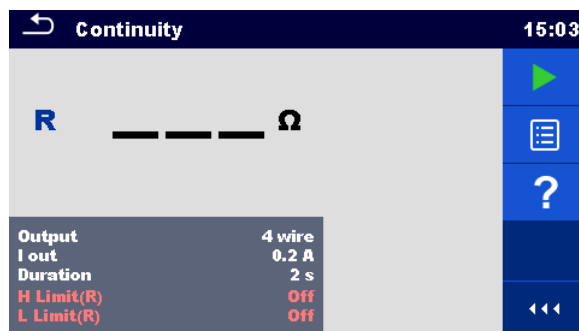 Continuity 15:03
R _ _ _ Ω
?
Output 4 wire
I out 0.2 A
Duration 2 s
H Limit(R) Off
L Limit(R) Off